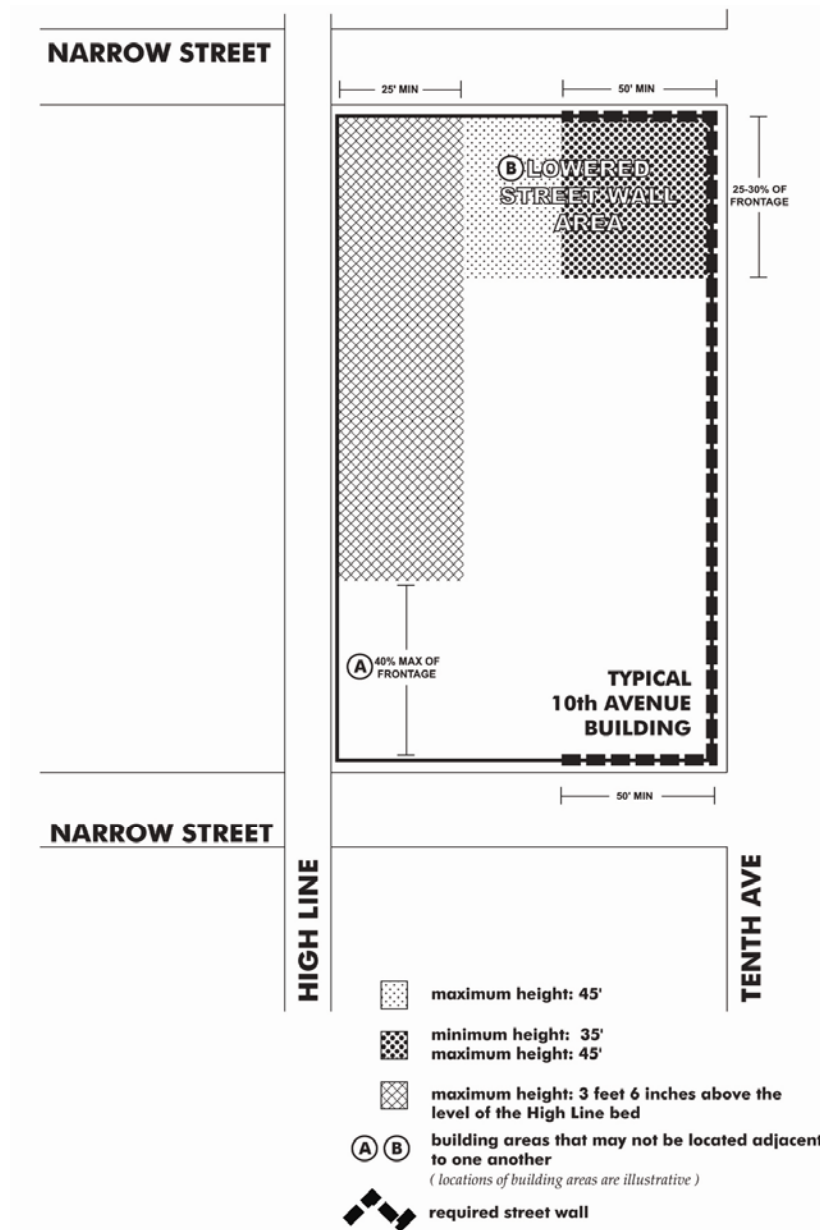 NARROW STREET
25' MIN
50' MIN
B LOWERED
STREET WALL
AREA
25-30% OF
FRONTAGE
A 40% MAX OF
FRONTAGE
TYPICAL
10th AVENUE
BUILDING
50' MIN
NARROW STREET
HIGH LINE
TENTH AVE
maximum height: 45'
minimum height: 35'
maximum height: 45'
maximum height: 3 feet 6 inches above the
level of the High Line bed
A B building areas that may not be located adjacent
to one another
( locations of building areas are illustrative )
required street wall